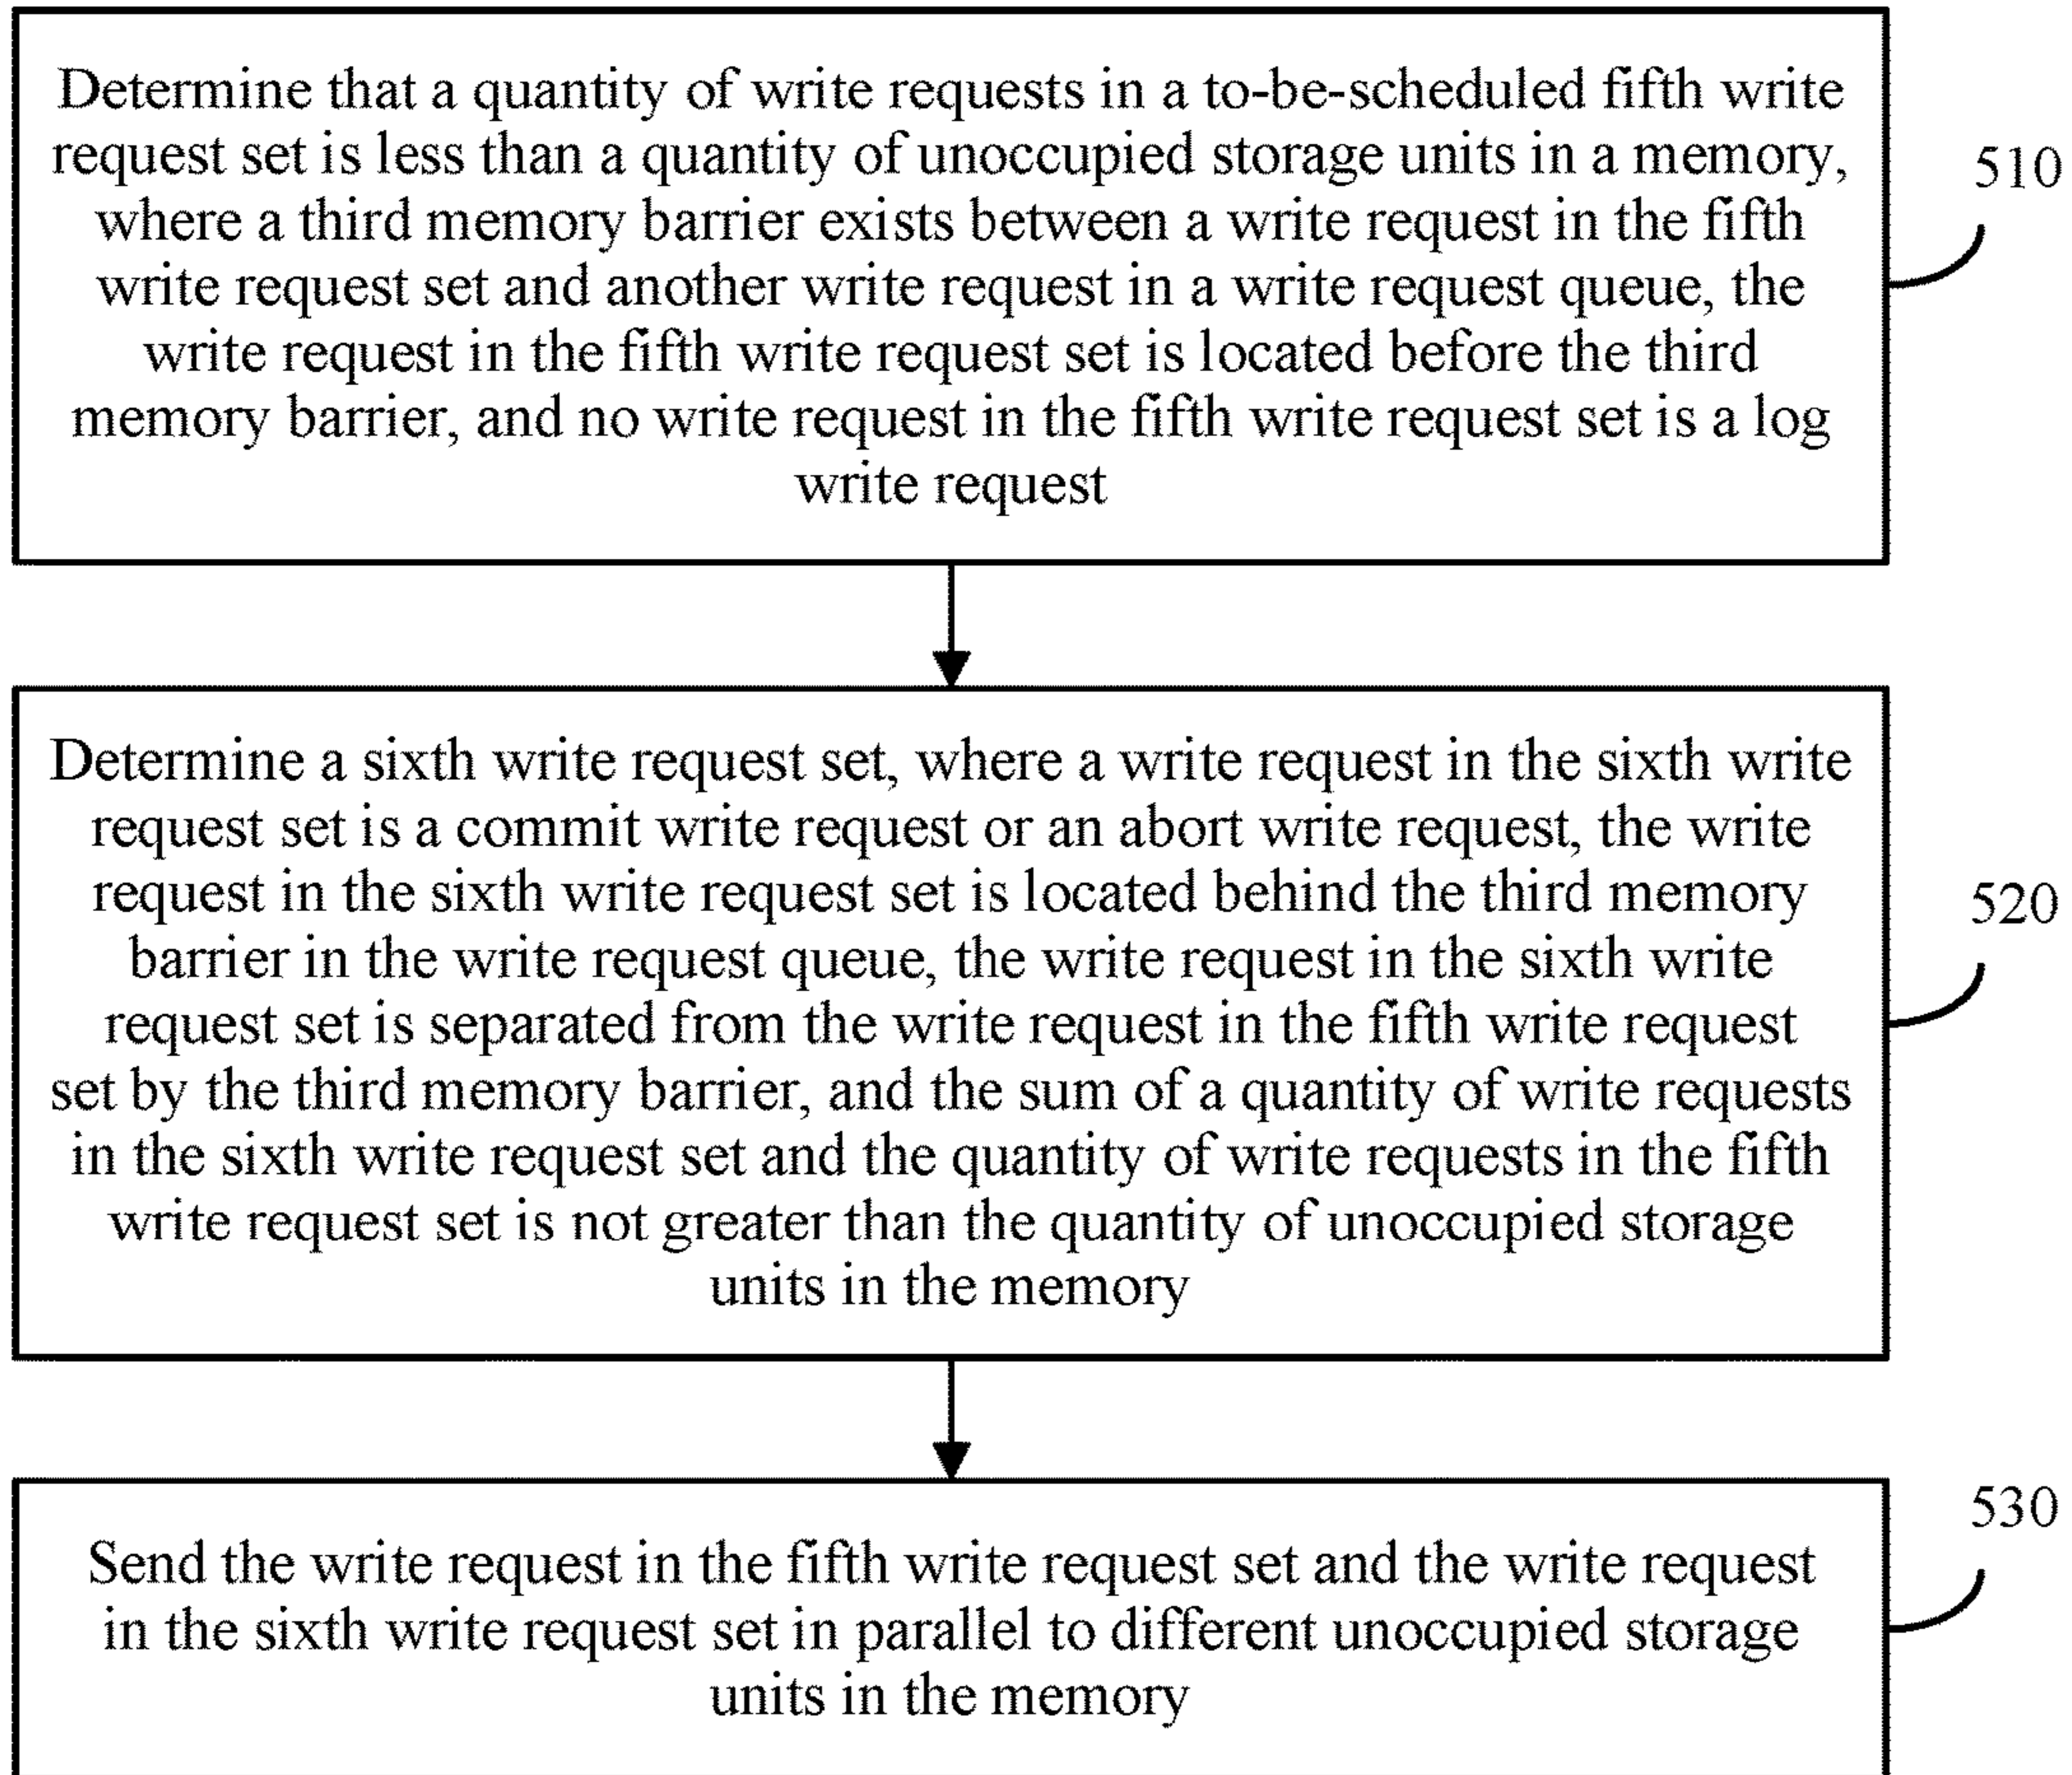 Determine that a quantity of write requests in a to-be-scheduled fifth write
request set is less than a quantity of unoccupied storage units in a memory,
where a third memory barrier exists between a write request in the fifth
write request set and another write request in a write request queue, the
write request in the fifth write request set is located before the third
memory barrier, and no write request in the fifth write request set is a log
write request
510
Determine a sixth write request set, where a write request in the sixth write
request set is a commit write request or an abort write request, the write
request in the sixth write request set is located behind the third memory
barrier in the write request queue, the write request in the sixth write
request set is separated from the write request in the fifth write request
set by the third memory barrier, and the sum of a quantity of write requests
in the sixth write request set and the quantity of write requests in the fifth
write request set is not greater than the quantity of unoccupied storage
units in the memory
520
Send the write request in the fifth write request set and the write request
in the sixth write request set in parallel to different unoccupied storage
units in the memory
530